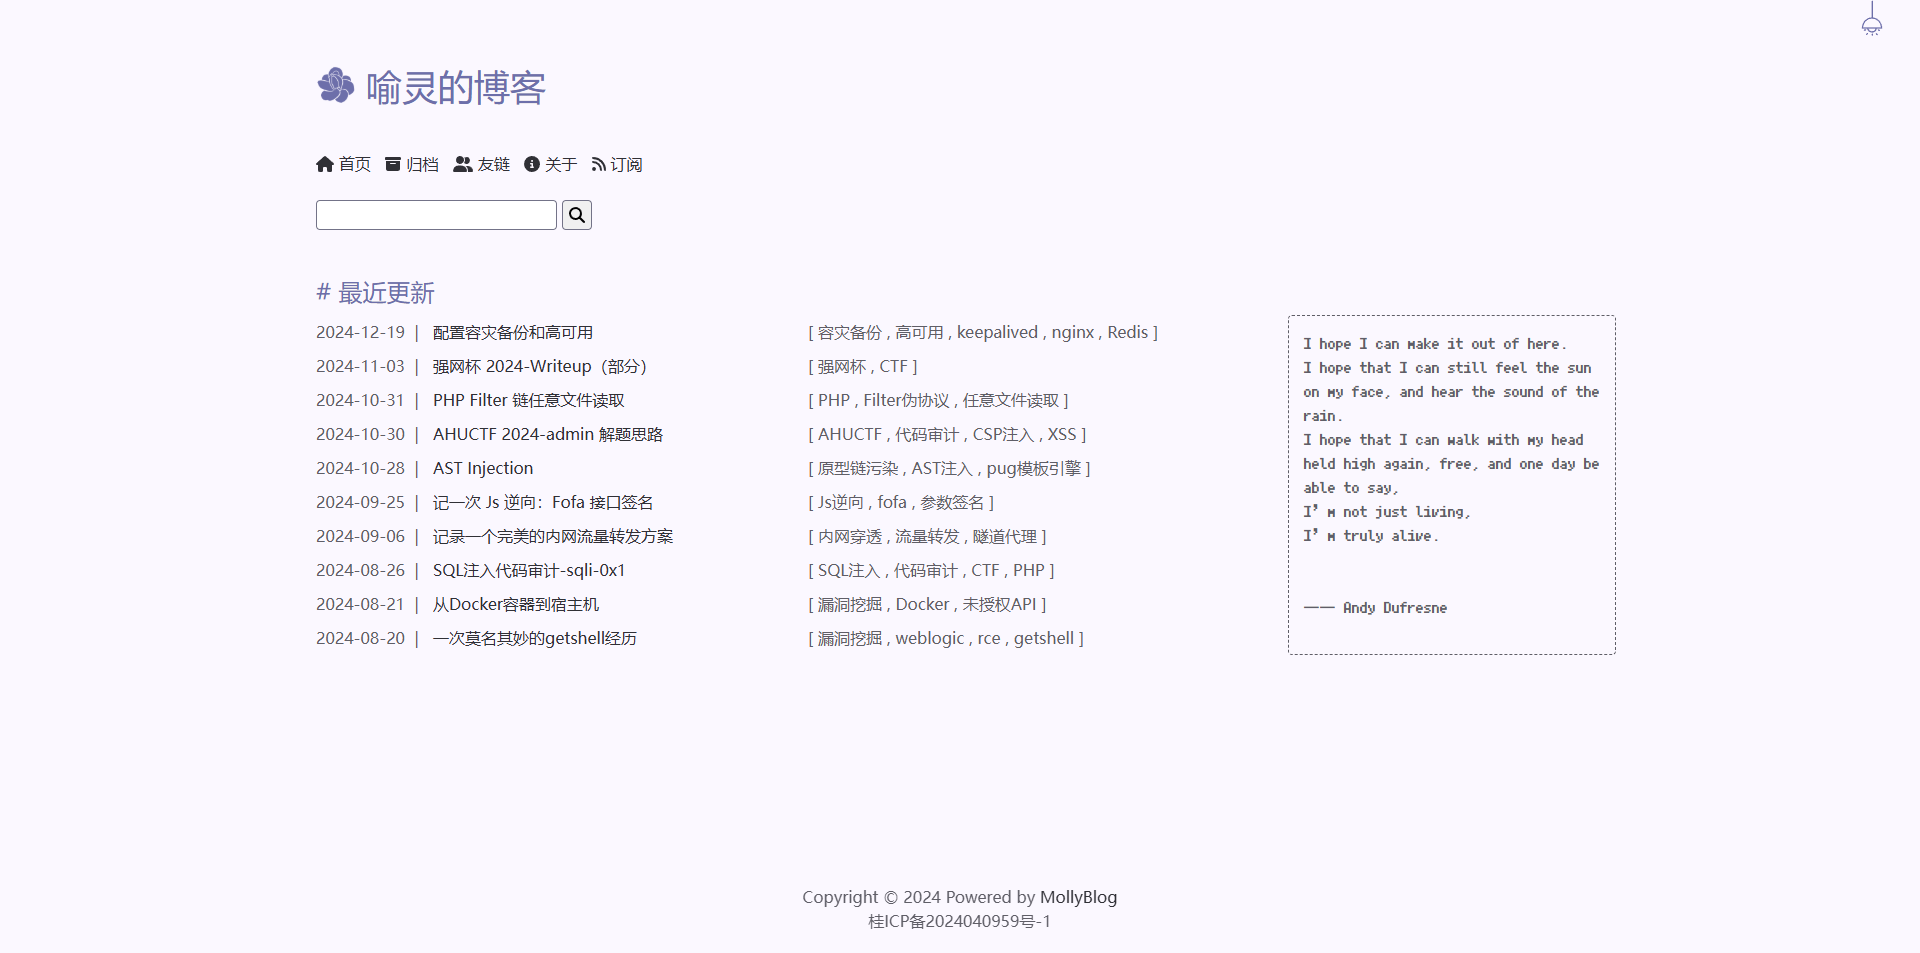 喻灵的博客
首页 归档 友链 关于 订阅
# 最近更新
2024-12-19 | 配置容灾备份和高可用 [ 容灾备份 , 高可用 , keepalived , nginx , Redis ]
2024-11-03 | 强网杯 2024-Writeup（部分） [ 强网杯 , CTF ]
2024-10-31 | PHP Filter 链任意文件读取 [ PHP , Filter伪协议 , 任意文件读取 ]
2024-10-30 | AHUCTF 2024-admin 解题思路 [ AHUCTF , 代码审计 , CSP注入 , XSS ]
2024-10-28 | AST Injection [ 原型链污染 , AST注入 , pug模板引擎 ]
2024-09-25 | 记一次 Js 逆向：Fofa 接口签名 [ Js逆向 , fofa , 参数签名 ]
2024-09-06 | 记录一个完美的内网流量转发方案 [ 内网穿透 , 流量转发 , 隧道代理 ]
2024-08-26 | SQL注入代码审计-sqli-0x1 [ SQL注入 , 代码审计 , CTF , PHP ]
2024-08-21 | 从Docker容器到宿主机 [ 漏洞挖掘 , Docker , 未授权API ]
2024-08-20 | 一次莫名其妙的getshell经历 [ 漏洞挖掘 , weblogic , rce , getshell ]
I hope I can make it out of here.
I hope that I can still feel the sun
on my face, and hear the sound of the
rain.
I hope that I can walk with my head
held high again, free, and one day be
able to say,
I’m not just living,
I’m truly alive.
—— Andy Dufresne
Copyright © 2024 Powered by MollyBlog
桂ICP备2024040959号-1